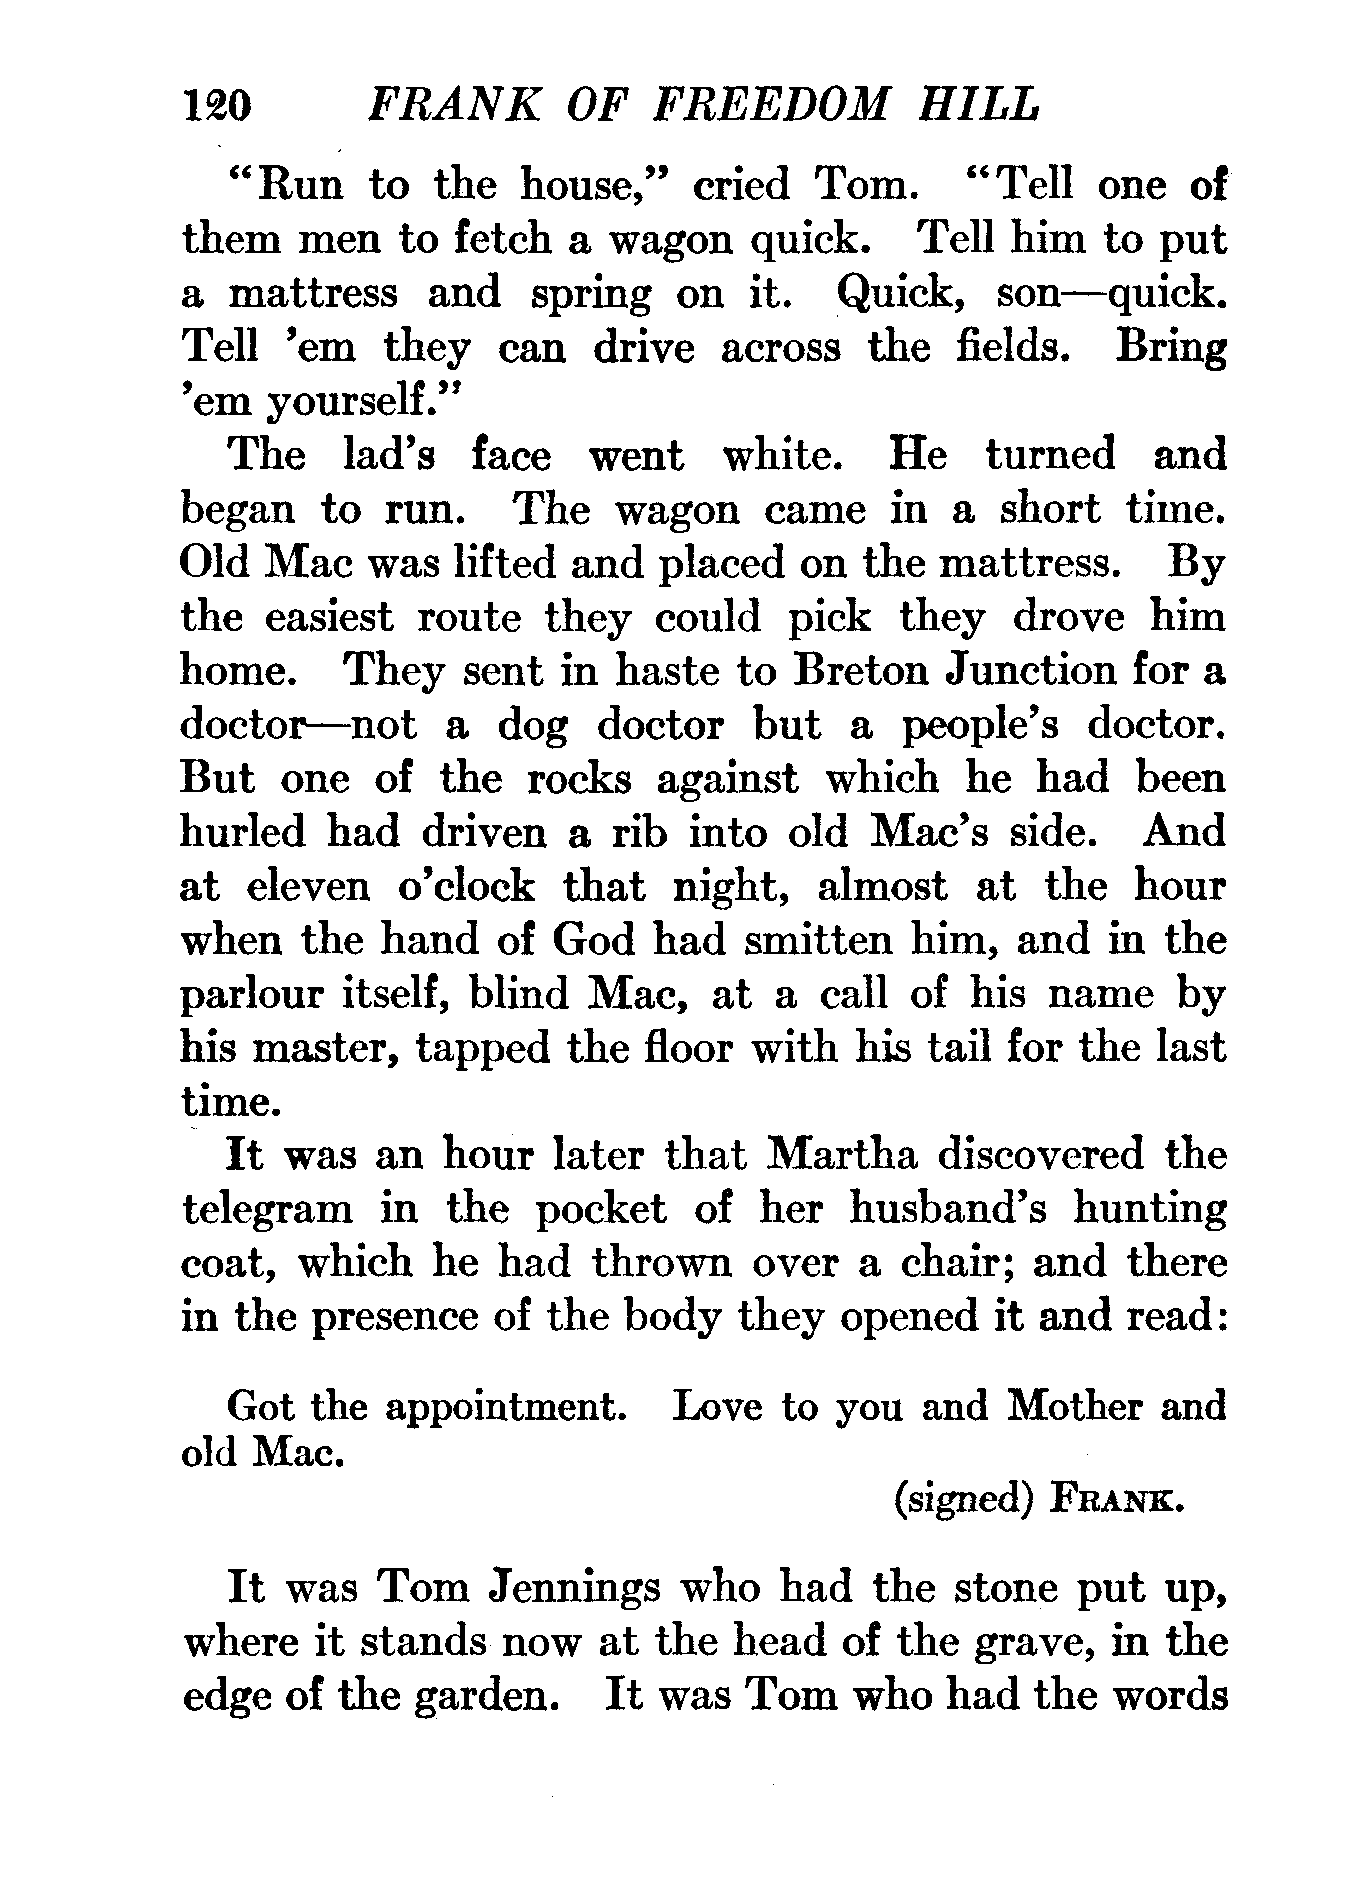 120 FRANK OF FREEDOM HILL
“Run to the house,” cried Tom. “Tell one of
them men to fetch a wagon quick. Tell him to put
a mattress and spring on it. Quick, son—quick.
Tell ’em they can drive across the fields. Bring
’em yourself.”
The lad’s face went white. He turned and
began to run. The wagon came in a short time.
Old Mac was lifted and placed on the mattress. By
the easiest route they could pick they drove him
home. They sent in haste to Breton Junction for a
doctor—not a dog doctor but a people’s doctor.
But one of the rocks against which he had been
hurled had driven a rib into old Mac’s side. And
at eleven o’clock that night, almost at the hour
when the hand of God had smitten him, and in the
parlour itself, blind Mac, at a call of his name by
his master, tapped the floor with his tail for the last
time.
It was an hour later that Martha discovered the
telegram in the pocket of her husband’s hunting
coat, which he had thrown over a chair; and there
in the presence of the body they opened it and read:
Got the appointment. Love to you and Mother and
old Mac.
(signed) FRANK.
It was Tom Jennings who had the stone put up,
where it stands now at the head of the grave, in the
edge of the garden. It was Tom who had the words